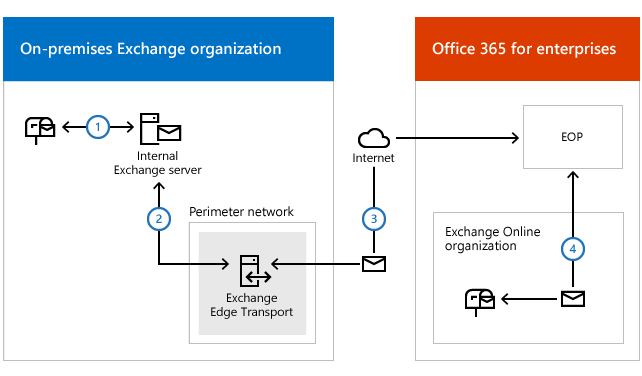 On-premises Exchange organization
Office 365 for enterprises
1
Internal
Exchange server
Internet
EOP
2
Perimeter network
3
Exchange
Edge Transport
Exchange Online
organization
4